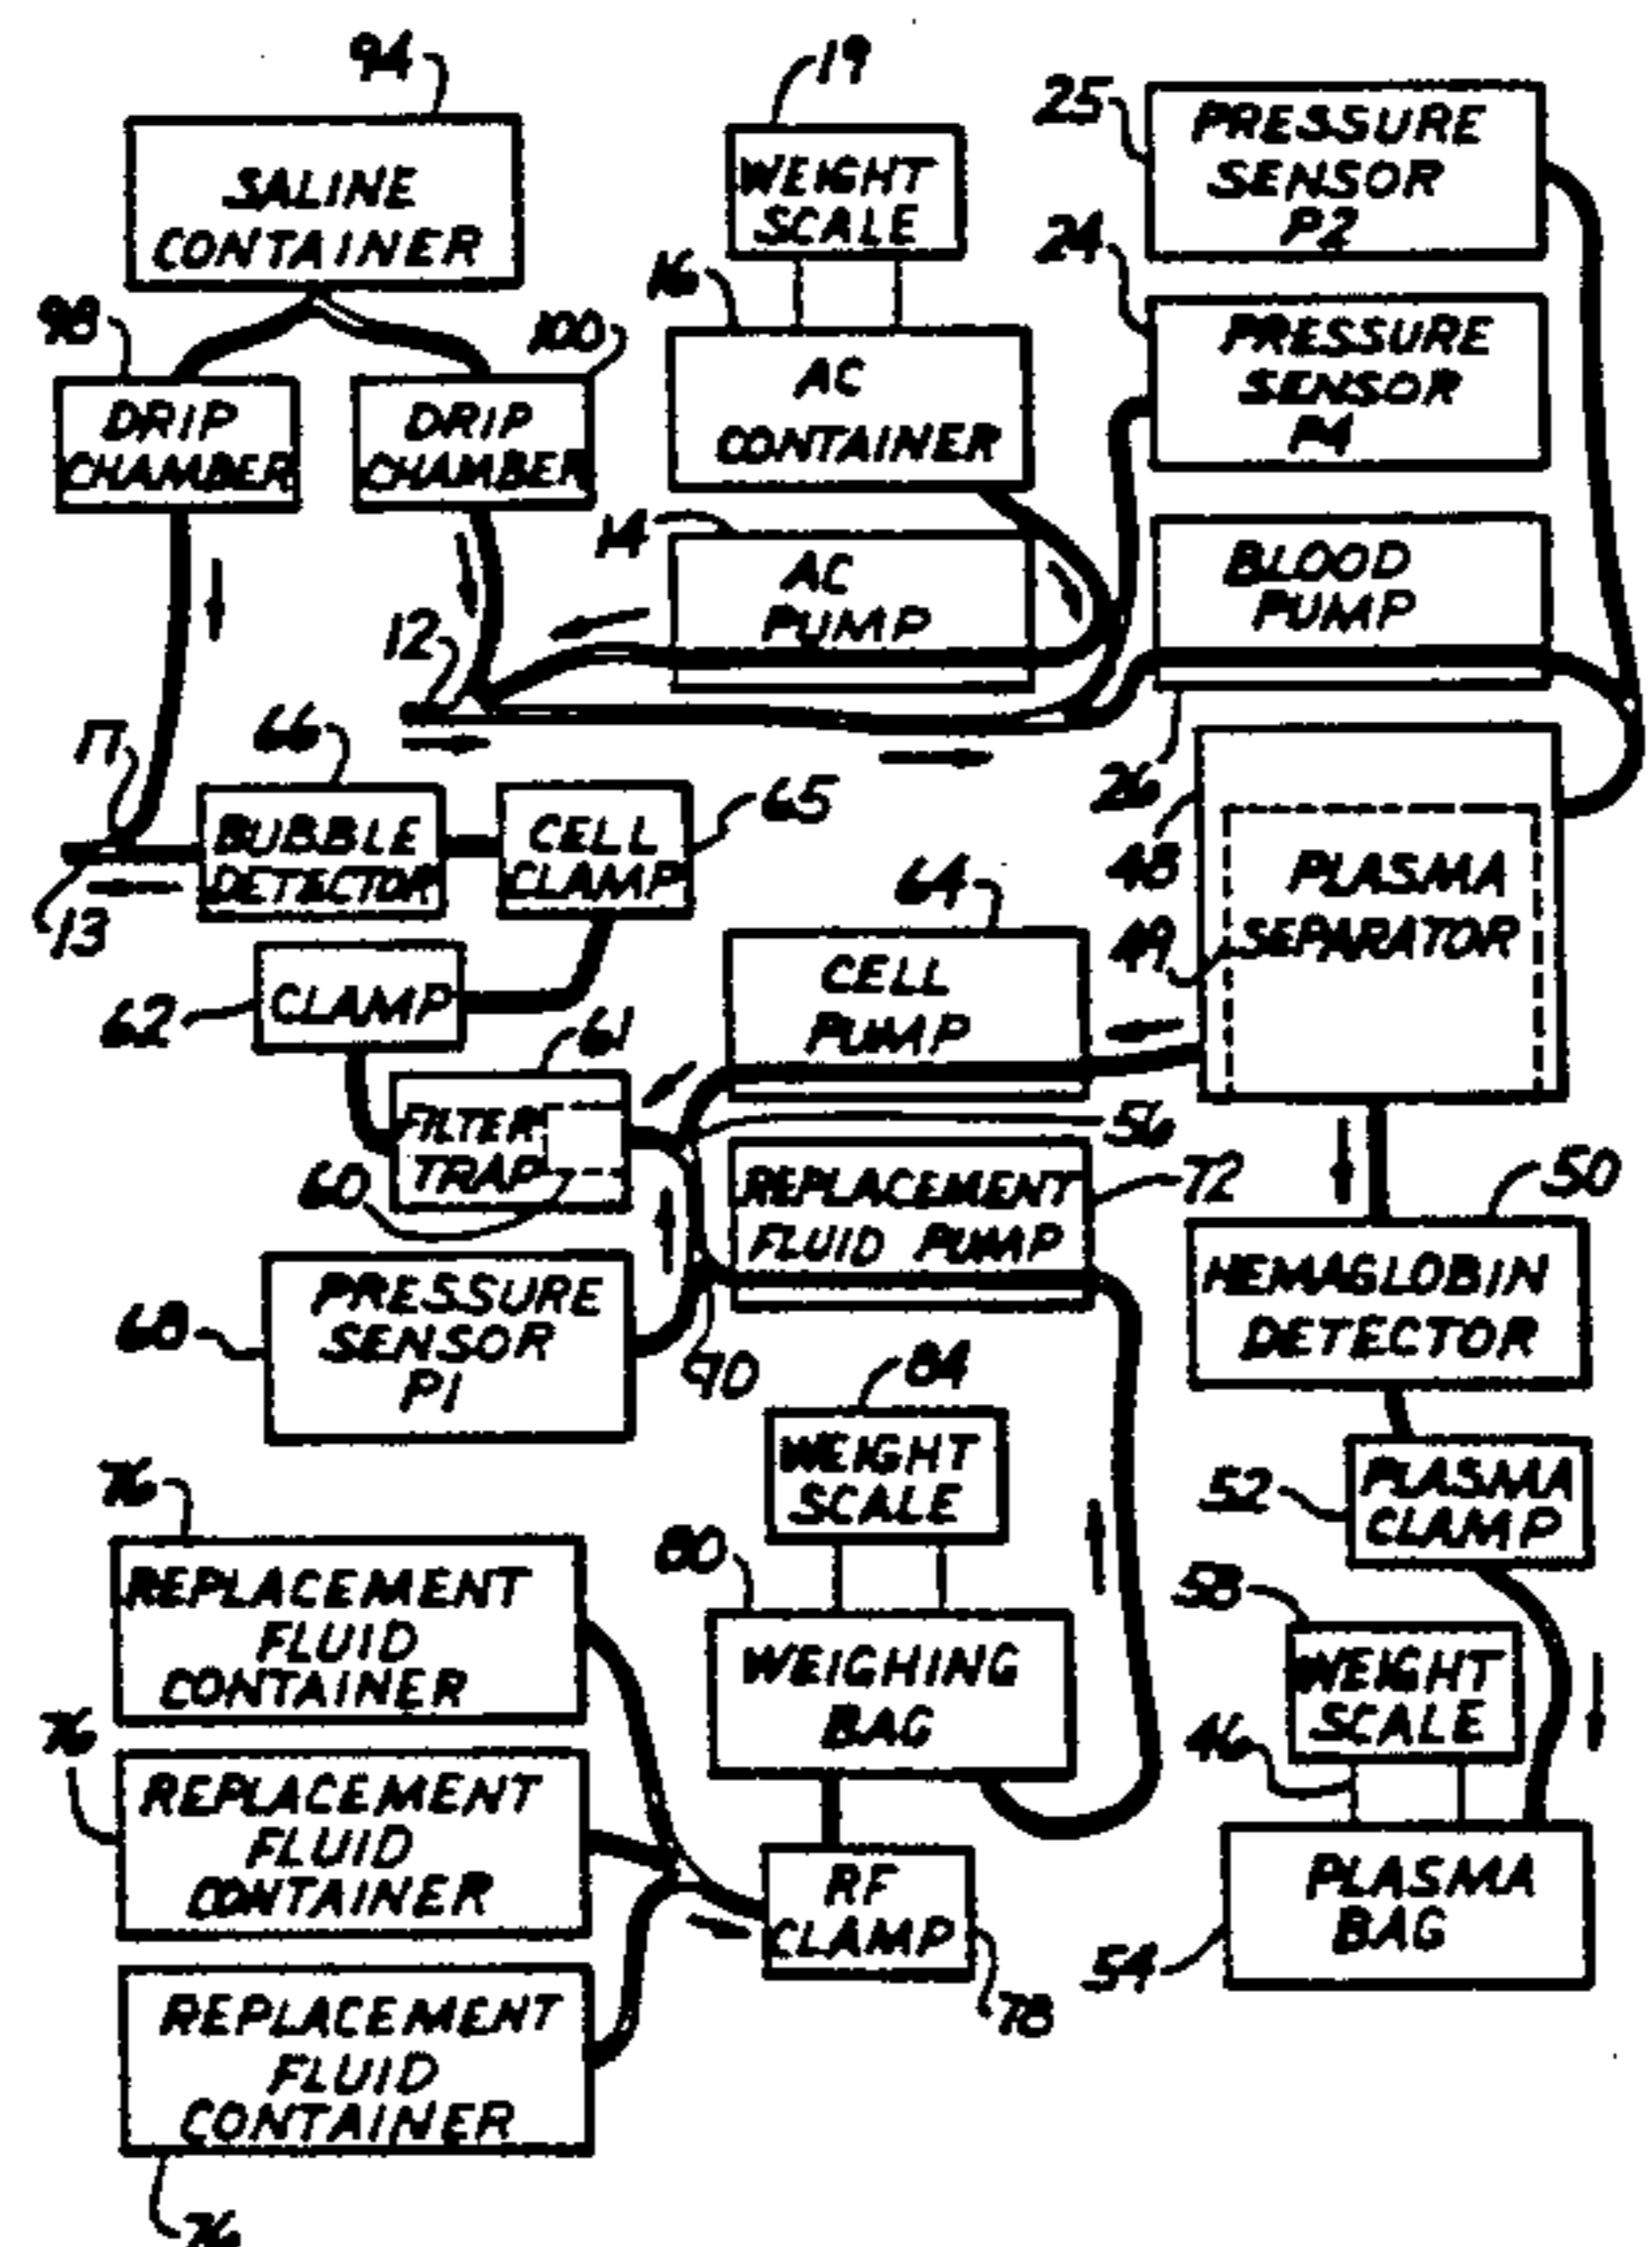 94
SALINE
CONTAINER
98
DRIP
CHAMBER
100
DRIP
CHAMBER
19
WEIGHT
SCALE
16
AC
CONTAINER
14
AC
PUMP
25
PRESSURE
SENSOR
P2
24
PRESSURE
SENSOR
P4
BLOOD
PUMP
26
12
17
13
66
BUBBLE
DETECTOR
65
CELL
CLAMP
62
CLAMP
61
FILTER
TRAP
60
64
CELL
PUMP
56
48
49
PLASMA
SEPARATOR
REPLACEMENT
FLUID PUMP
72
68
PRESSURE
SENSOR
P1
90
50
HEMAGLOBIN
DETECTOR
52
PLASMA
CLAMP
84
WEIGHT
SCALE
80
WEIGHING
BAG
58
WEIGHT
SCALE
46
54
PLASMA
BAG
76
REPLACEMENT
FLUID
CONTAINER
76
REPLACEMENT
FLUID
CONTAINER
RF
CLAMP
78
REPLACEMENT
FLUID
CONTAINER
76